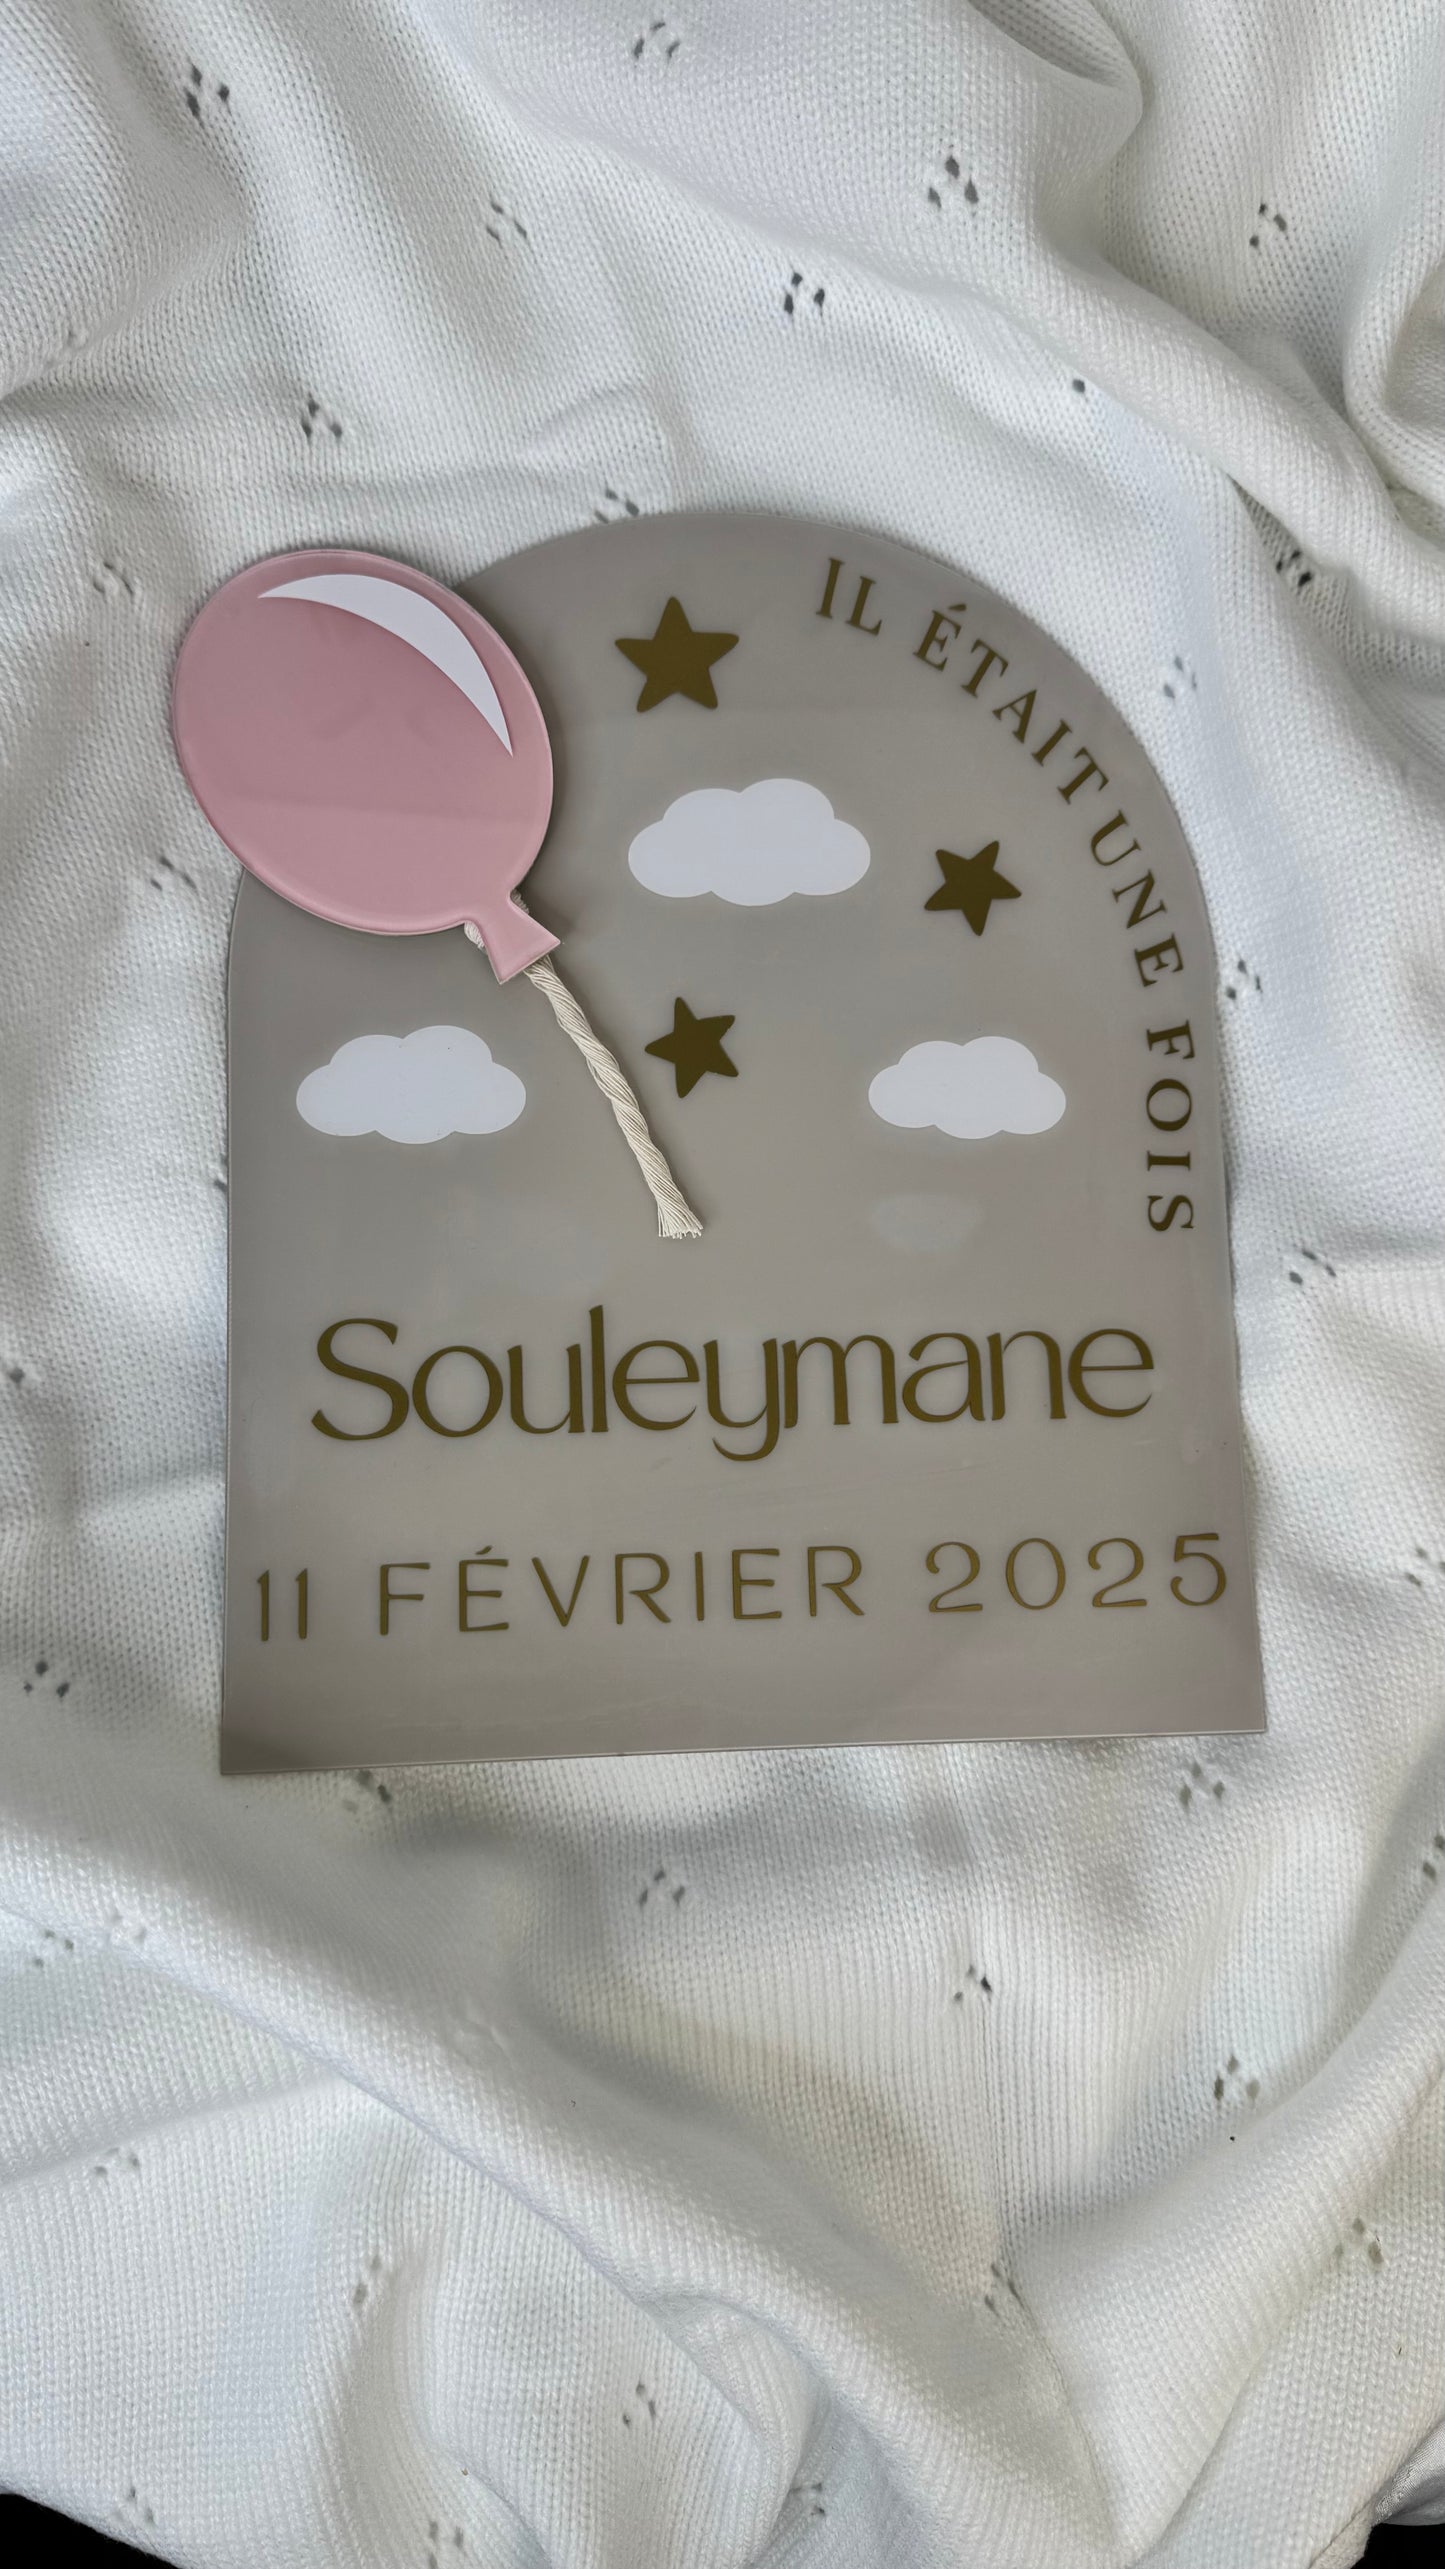 IL ÉTAIT UNE FOIS
Souleymane
11 FÉVRIER 2025